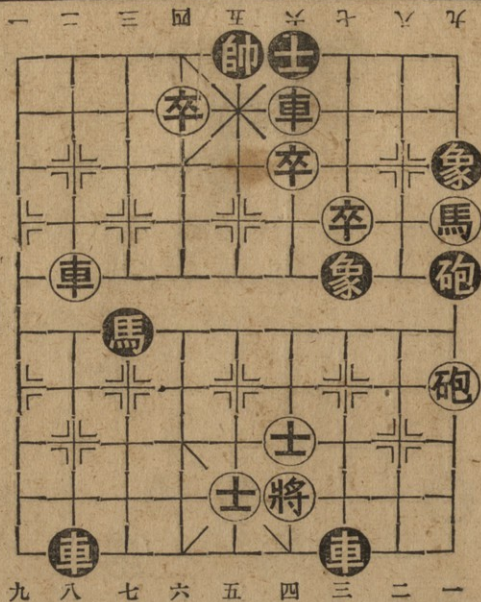 一 二 三 四 五 六 七 八 九
帥 士
卒 車
卒 象
卒 馬
車 象 砲
馬
砲
士
士 將
車 車
九 八 七 六 五 四 三 二 一